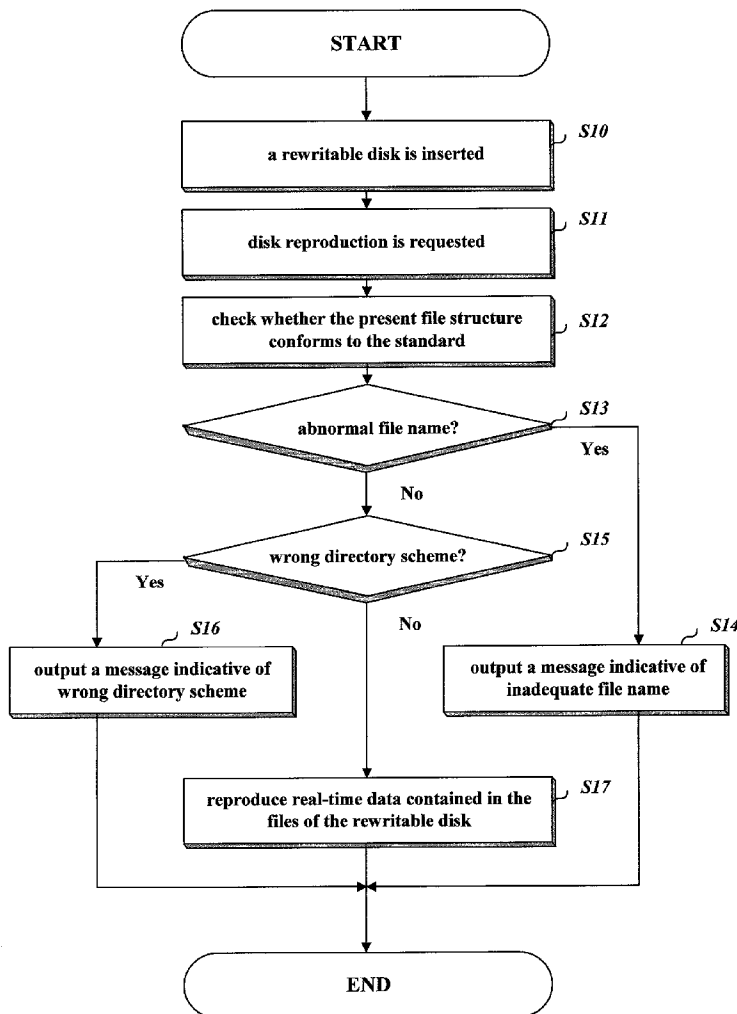 START
S10
a rewritable disk is inserted
S11
disk reproduction is requested
S12
check whether the present file structure
conforms to the standard
S13
abnormal file name?
Yes
No
S15
wrong directory scheme?
Yes
No
S16
output a message indicative of
wrong directory scheme
S14
output a message indicative of
inadequate file name
S17
reproduce real-time data contained in the
files of the rewritable disk
END